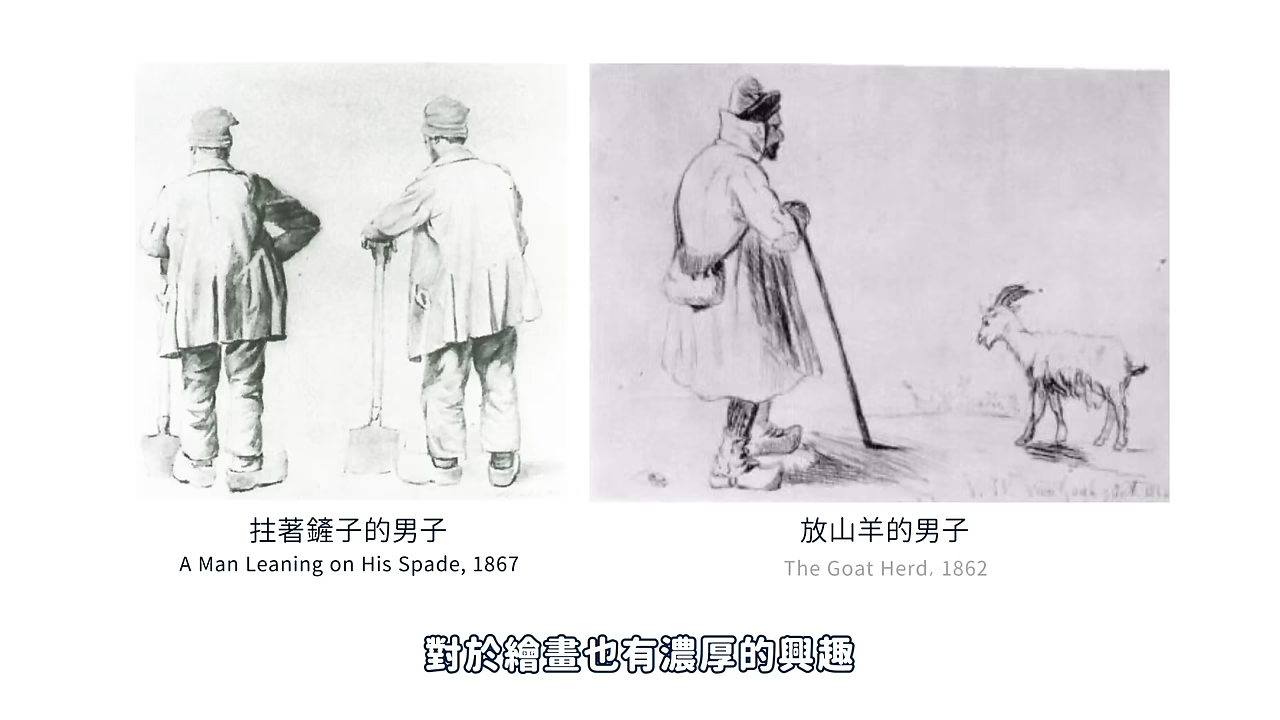 拄著鏟子的男子
A Man Leaning on His Spade, 1867
放山羊的男子
The Goat Herd, 1862
對於繪畫也有濃厚的興趣